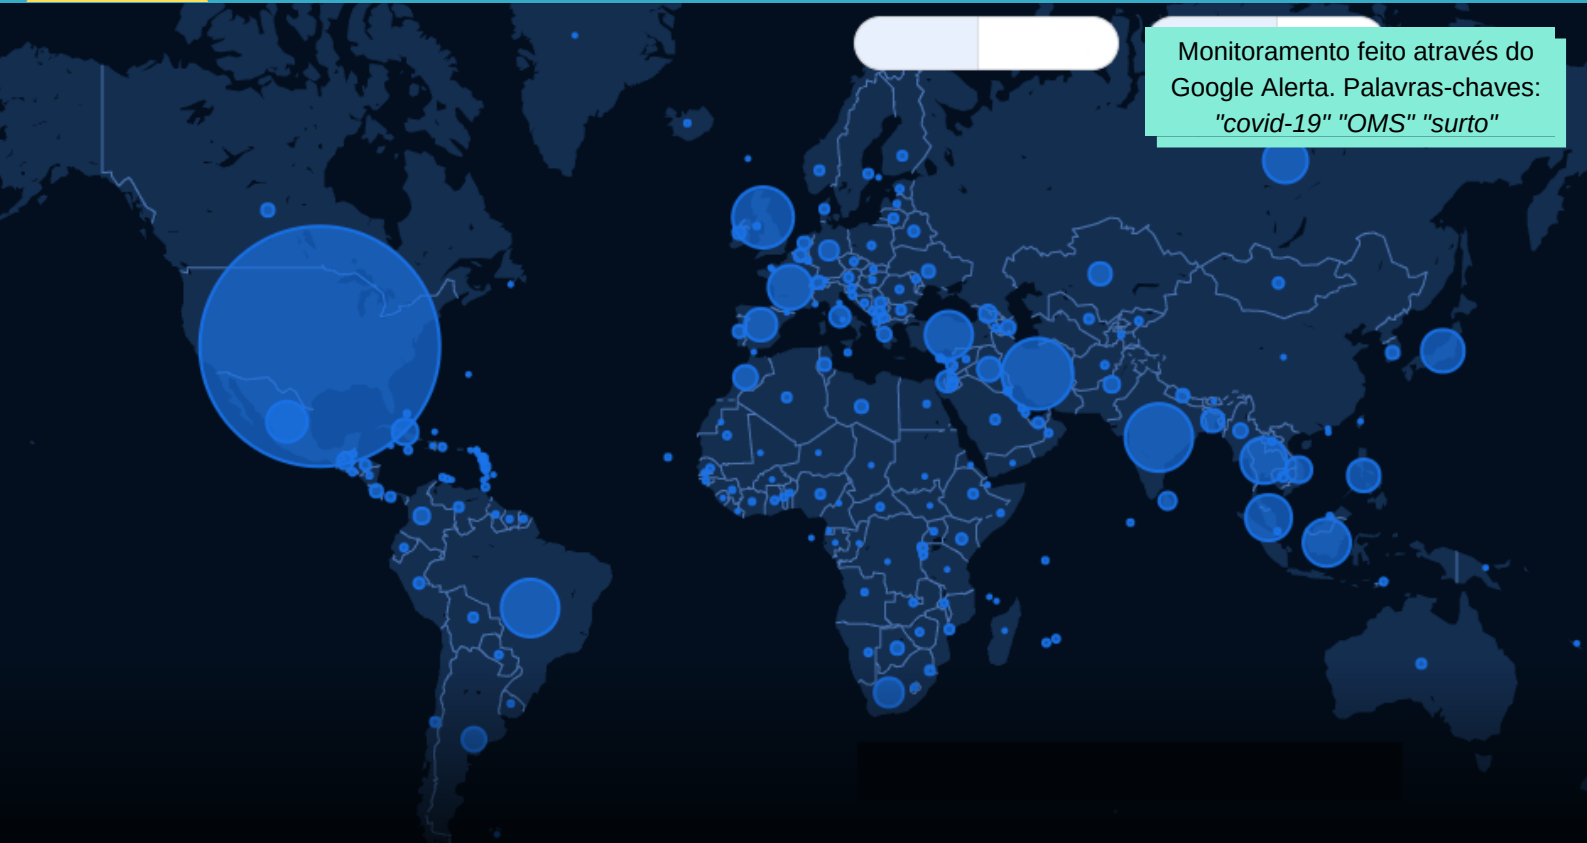 Monitoramento feito através do
Google Alerta. Palavras-chaves:
"covid-19" "OMS" "surto"